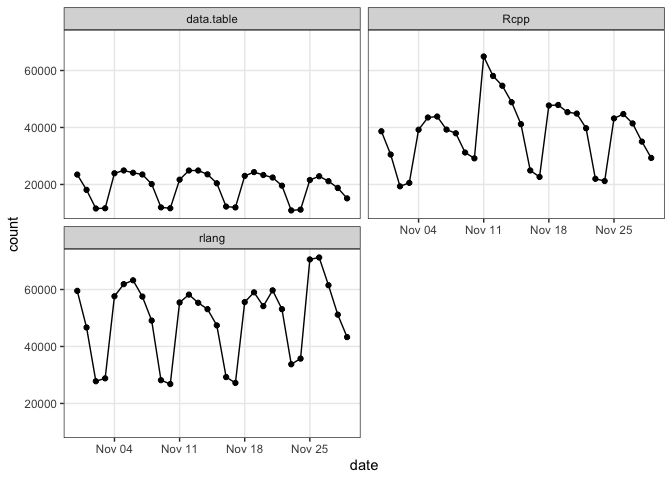 data.table
Rcpp
60000
40000
20000
Nov 04 Nov 11 Nov 18 Nov 25
rlang
60000
40000
20000
Nov 04 Nov 11 Nov 18 Nov 25
count
date